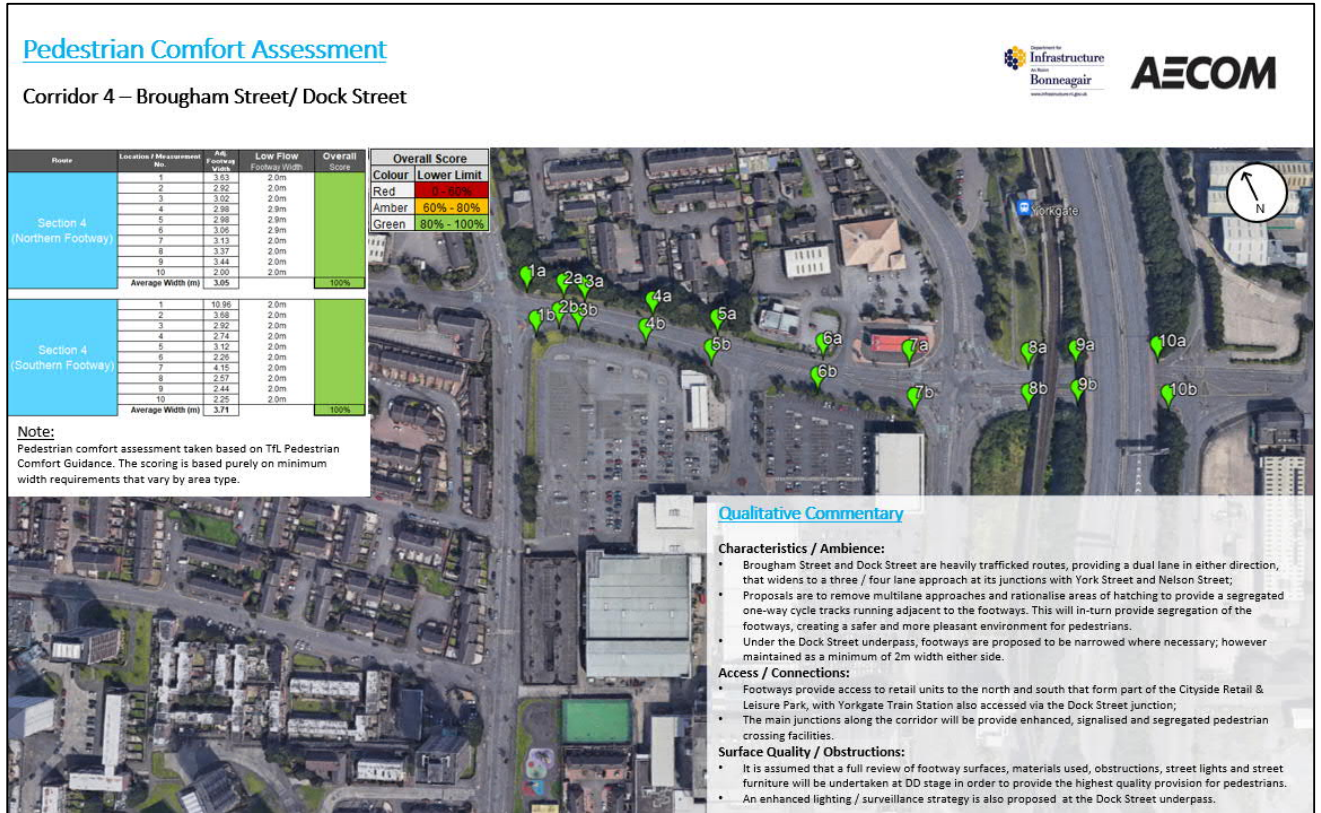 Pedestrian Comfort Assessment
Corridor 4 – Brougham Street/ Dock Street
Department for
Infrastructure
An Roinn
Bonneagair
www.infrastructure-ni.gov.uk
AECOM
Route Location / Measurement No. Adj. Footway Width Low Flow Footway Width Overall Score
Section 4 (Northern Footway)
1 3.63 2.0m
2 2.92 2.0m
3 3.02 2.0m
4 2.98 2.9m
5 2.98 2.9m
6 3.06 2.9m
7 3.13 2.0m
8 3.37 2.0m
9 3.44 2.0m
10 2.00 2.0m
Average Width (m) 3.05 100%
Section 4 (Southern Footway)
1 10.96 2.0m
2 3.68 2.0m
3 2.92 2.0m
4 2.74 2.0m
5 3.12 2.0m
6 2.26 2.0m
7 4.15 2.0m
8 2.57 2.0m
9 2.44 2.0m
10 2.25 2.0m
Average Width (m) 3.71 100%
Overall Score
Colour Lower Limit
Red 0 - 60%
Amber 60% - 80%
Green 80% - 100%
Note:
Pedestrian comfort assessment taken based on TfL Pedestrian
Comfort Guidance. The scoring is based purely on minimum
width requirements that vary by area type.
N
Yorkgate
1a
2a
3a
4a
5a
6a
7a
8a
9a
10a
1b
2b
3b
4b
5b
6b
7b
8b
9b
10b
Qualitative Commentary
Characteristics / Ambience:
• Brougham Street and Dock Street are heavily trafficked routes, providing a dual lane in either direction,
that widens to a three / four lane approach at its junctions with York Street and Nelson Street;
• Proposals are to remove multilane approaches and rationalise areas of hatching to provide a segregated
one-way cycle tracks running adjacent to the footways. This will in-turn provide segregation of the
footways, creating a safer and more pleasant environment for pedestrians.
• Under the Dock Street underpass, footways are proposed to be narrowed where necessary; however
maintained as a minimum of 2m width either side.
Access / Connections:
• Footways provide access to retail units to the north and south that form part of the Cityside Retail &
Leisure Park, with Yorkgate Train Station also accessed via the Dock Street junction;
• The main junctions along the corridor will be provide enhanced, signalised and segregated pedestrian
crossing facilities.
Surface Quality / Obstructions:
• It is assumed that a full review of footway surfaces, materials used, obstructions, street lights and street
furniture will be undertaken at DD stage in order to provide the highest quality provision for pedestrians.
• An enhanced lighting / surveillance strategy is also proposed at the Dock Street underpass.